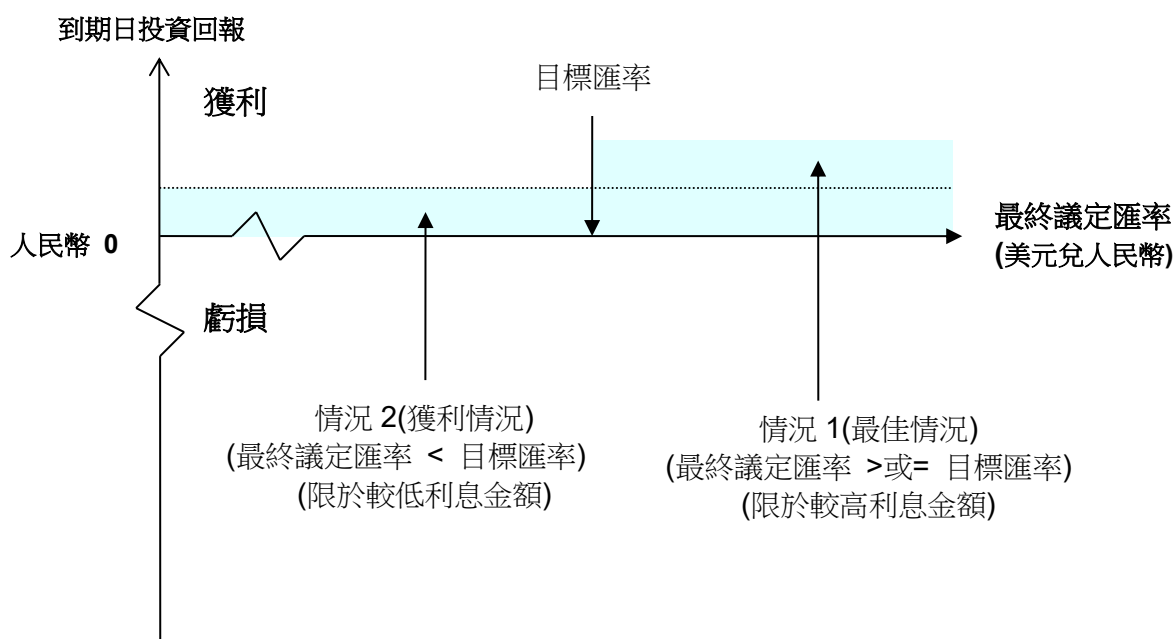 到期日投資回報
獲利
目標匯率
最終議定匯率
(美元兌人民幣)
人民幣 0
虧損
情況 2(獲利情況)
(最終議定匯率 < 目標匯率)
(限於較低利息金額)
情況 1(最佳情況)
(最終議定匯率 >或= 目標匯率)
(限於較高利息金額)